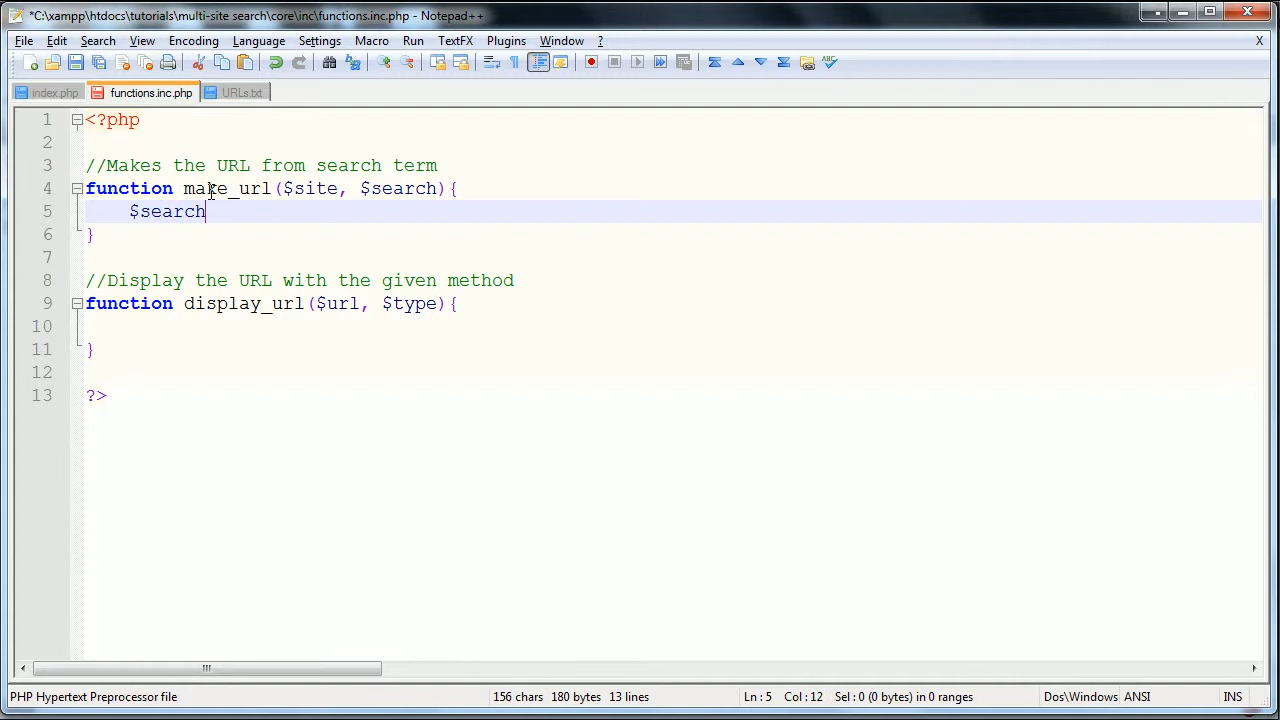 *C:\xampp\htdocs\tutorials\multi-site search\core\inc\functions.inc.php - Notepad++
File Edit Search View Encoding Language Settings Macro Run TextFX Plugins Window ? X
index.php functions.inc.php URLs.txt
1 <?php
2
3 //Makes the URL from search term
4 function make_url($site, $search){
5 $search
6 }
7
8 //Display the URL with the given method
9 function display_url($url, $type){
10
11 }
12
13 ?>
PHP Hypertext Preprocessor file 156 chars 180 bytes 13 lines Ln : 5 Col : 12 Sel : 0 (0 bytes) in 0 ranges Dos\Windows ANSI INS